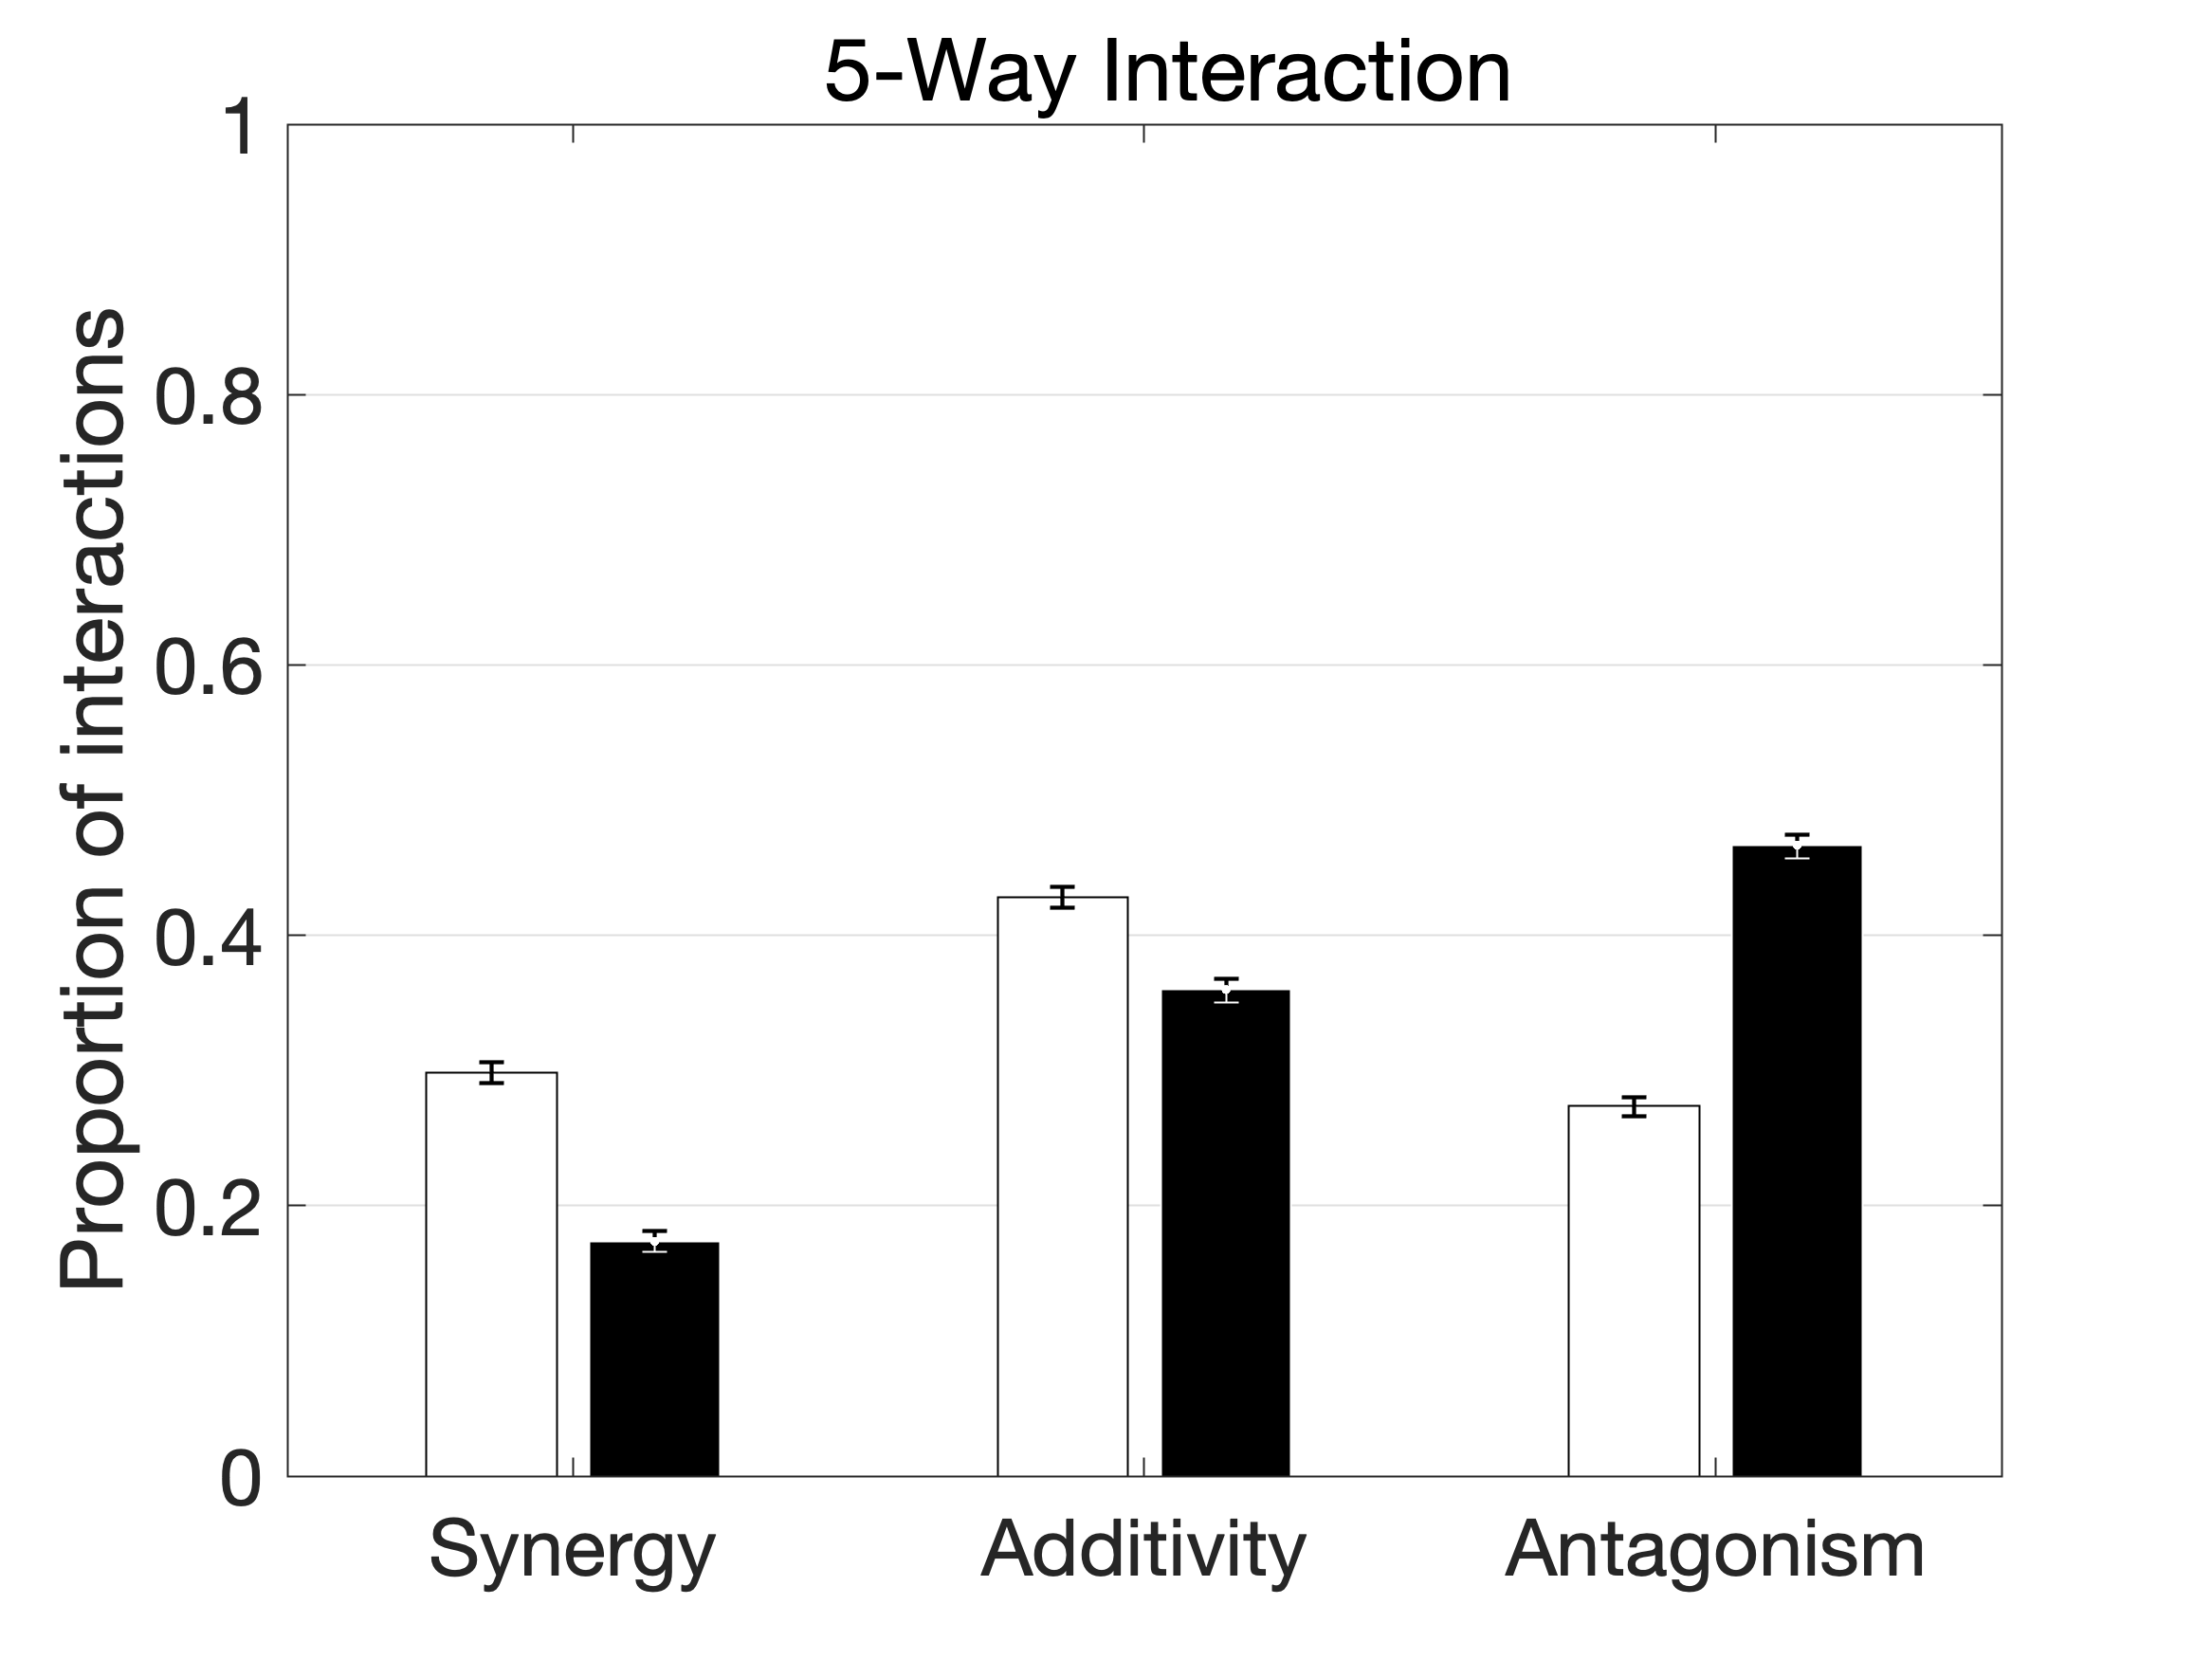 5-Way Interaction
Proportion of interactions
1
0.8
0.6
0.4
0.2
0
Synergy
Additivity
Antagonism